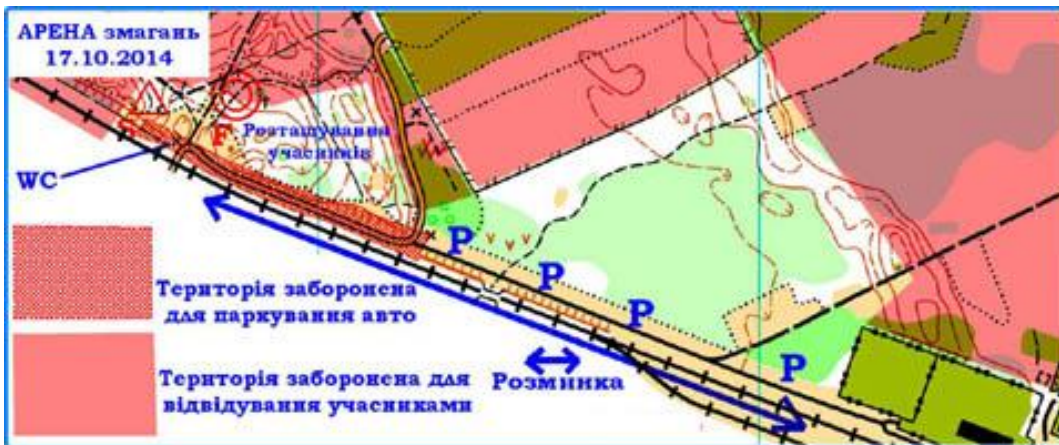 АРЕНА змагань
17.10.2014
S
F
Розташування
учасників
WC
P
P
P
P
Територія заборонена
для паркування авто
Розминка
Територія заборонена для
відвідування учасниками